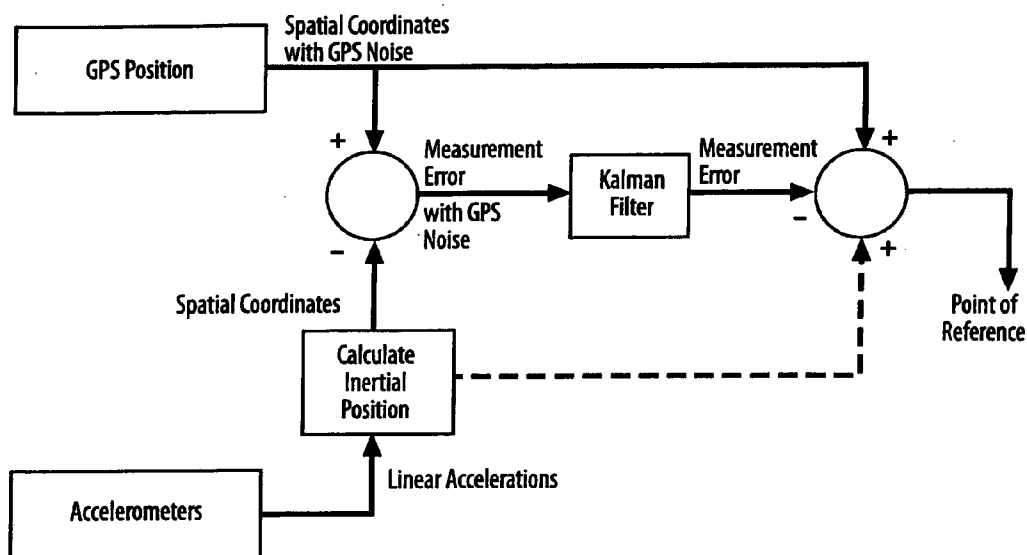 Spatial Coordinates
with GPS Noise
GPS Position
+
+
Measurement
Error
with GPS
Noise
Kalman
Filter
Measurement
Error
−
−
+
Spatial Coordinates
Point of
Reference
Calculate
Inertial
Position
Linear Accelerations
Accelerometers